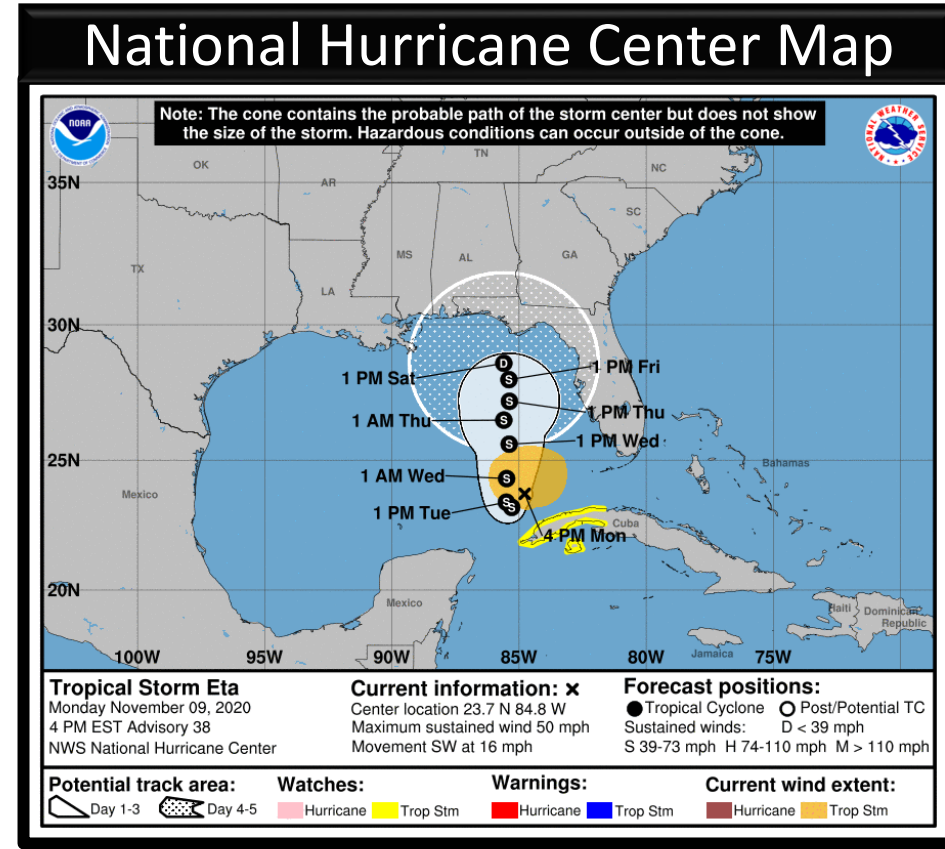 National Hurricane Center Map
Note: The cone contains the probable path of the storm center but does not show
the size of the storm. Hazardous conditions can occur outside of the cone.
NOAA
NATIONAL WEATHER SERVICE
TN
OK
NC
AR
35N
SC
MS
AL
GA
TX
LA
30N
1 PM Sat
D
1 PM Fri
S
S
1 PM Thu
1 AM Thu
S
S
1 PM Wed
25N
Bahamas
1 AM Wed
S
Mexico
1 PM Tue
S
S
Cuba
4 PM Mon
20N
Mexico
Haiti
Dominican
Republic
Jamaica
100W
95W
90W
85W
80W
75W
Tropical Storm Eta
Monday November 09, 2020
4 PM EST Advisory 38
NWS National Hurricane Center
Current information: x
Center location 23.7 N 84.8 W
Maximum sustained wind 50 mph
Movement SW at 16 mph
Forecast positions:
Tropical Cyclone Post/Potential TC
Sustained winds: D < 39 mph
S 39-73 mph H 74-110 mph M > 110 mph
Potential track area:
Day 1-3 Day 4-5
Watches:
Hurricane Trop Stm
Warnings:
Hurricane Trop Stm
Current wind extent:
Hurricane Trop Stm